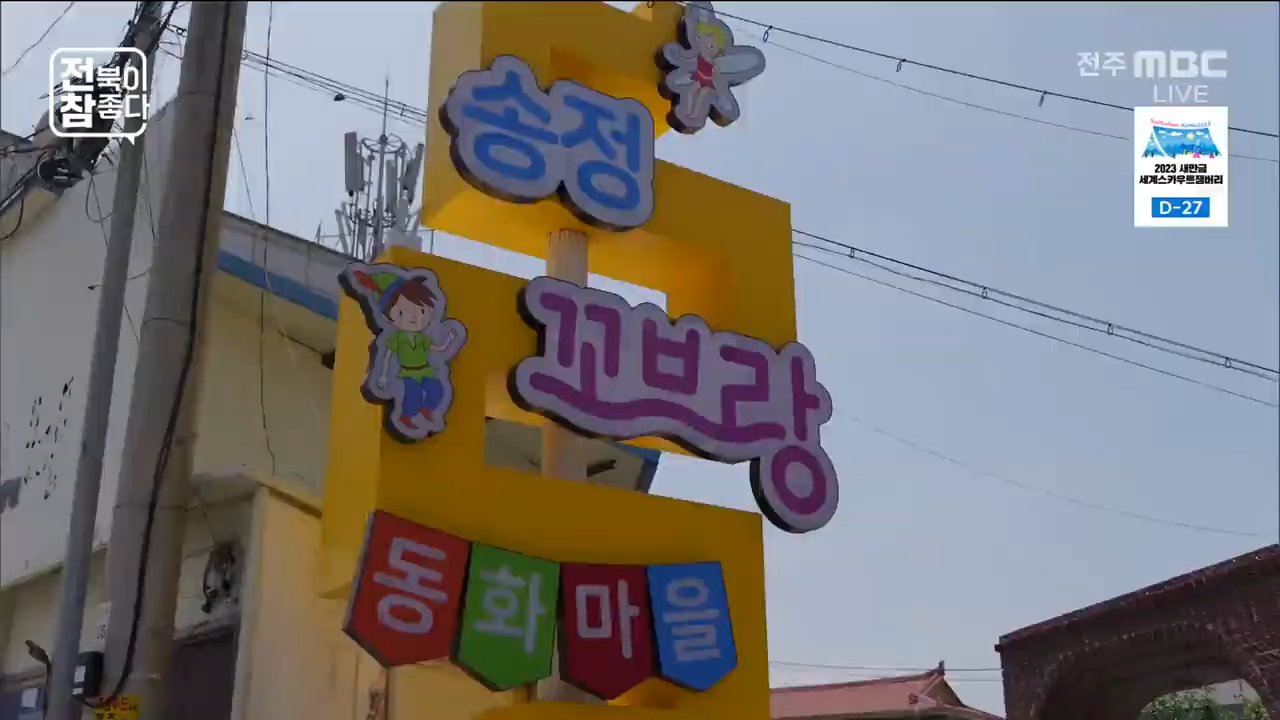 전북이
참좋다
전주 MBC
LIVE
2023 새만금
세계스카우트잼버리
D-27
송정
꼬브랑
동화마을